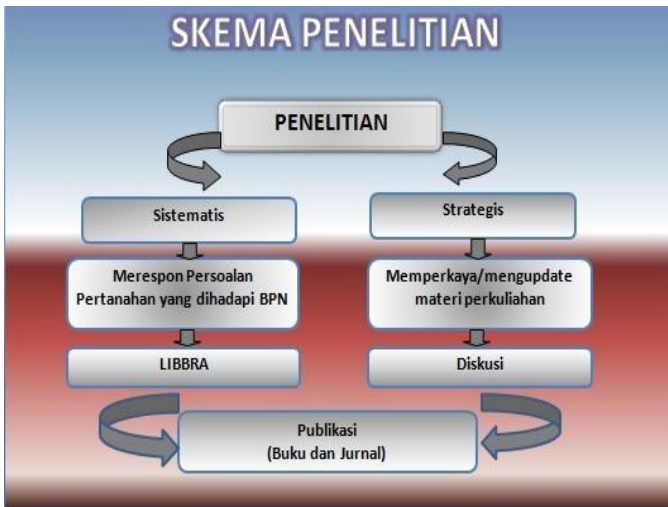 SKEMA PENELITIAN
PENELITIAN
Sistematis
Strategis
Merespon Persoalan
Pertanahan yang dihadapi BPN
Memperkaya/mengupdate
materi perkuliahan
LIBBRA
Diskusi
Publikasi
(Buku dan Jurnal)